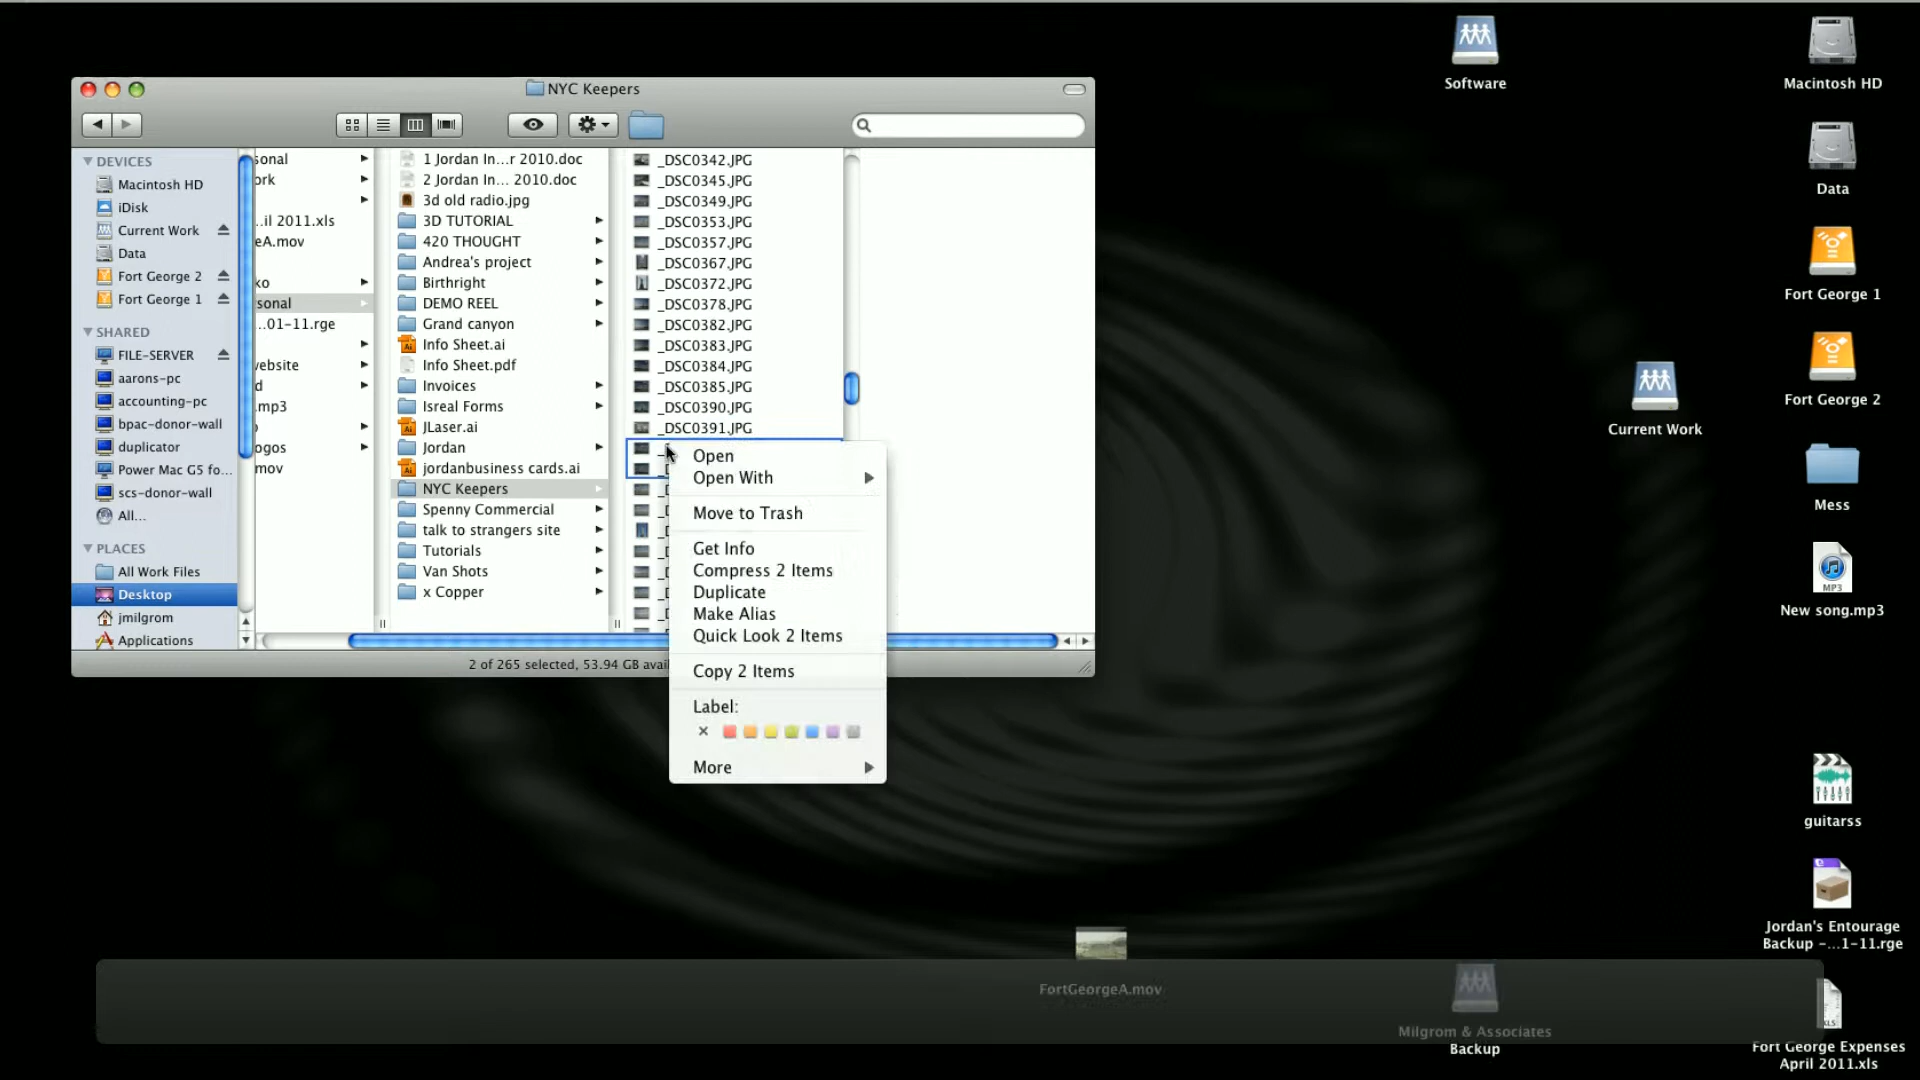 NYC Keepers
DEVICES
Macintosh HD
iDisk
Current Work
Data
Fort George 2
Fort George 1
SHARED
FILE-SERVER
aarons-pc
accounting-pc
bpac-donor-wall
duplicator
Power Mac G5 fo...
scs-donor-wall
All...
PLACES
All Work Files
Desktop
jmilgrom
Applications
sonal
ork
..il 2011.xls
eA.mov
ko
sonal
...01-11.rge
ebsite
d
.mp3
ogos
mov
1 Jordan In...r 2010.doc
2 Jordan In... 2010.doc
3d old radio.jpg
3D TUTORIAL
420 THOUGHT
Andrea's project
Birthright
DEMO REEL
Grand canyon
Info Sheet.ai
Info Sheet.pdf
Invoices
Isreal Forms
JLaser.ai
Jordan
jordanbusiness cards.ai
NYC Keepers
Spenny Commercial
talk to strangers site
Tutorials
Van Shots
x Copper
_DSC0342.JPG
_DSC0345.JPG
_DSC0349.JPG
_DSC0353.JPG
_DSC0357.JPG
_DSC0367.JPG
_DSC0372.JPG
_DSC0378.JPG
_DSC0382.JPG
_DSC0383.JPG
_DSC0384.JPG
_DSC0385.JPG
_DSC0390.JPG
_DSC0391.JPG
2 of 265 selected, 53.94 GB avai
Open
Open With
Move to Trash
Get Info
Compress 2 Items
Duplicate
Make Alias
Quick Look 2 Items
Copy 2 Items
Label:
More
Software
Macintosh HD
Data
Fort George 1
Fort George 2
Current Work
Mess
MP3
New song.mp3
guitarss
Jordan's Entourage
Backup -...1-11.rge
FortGeorgeA.mov
Milgrom & Associates
Backup
XLS
Fort George Expenses
April 2011.xls